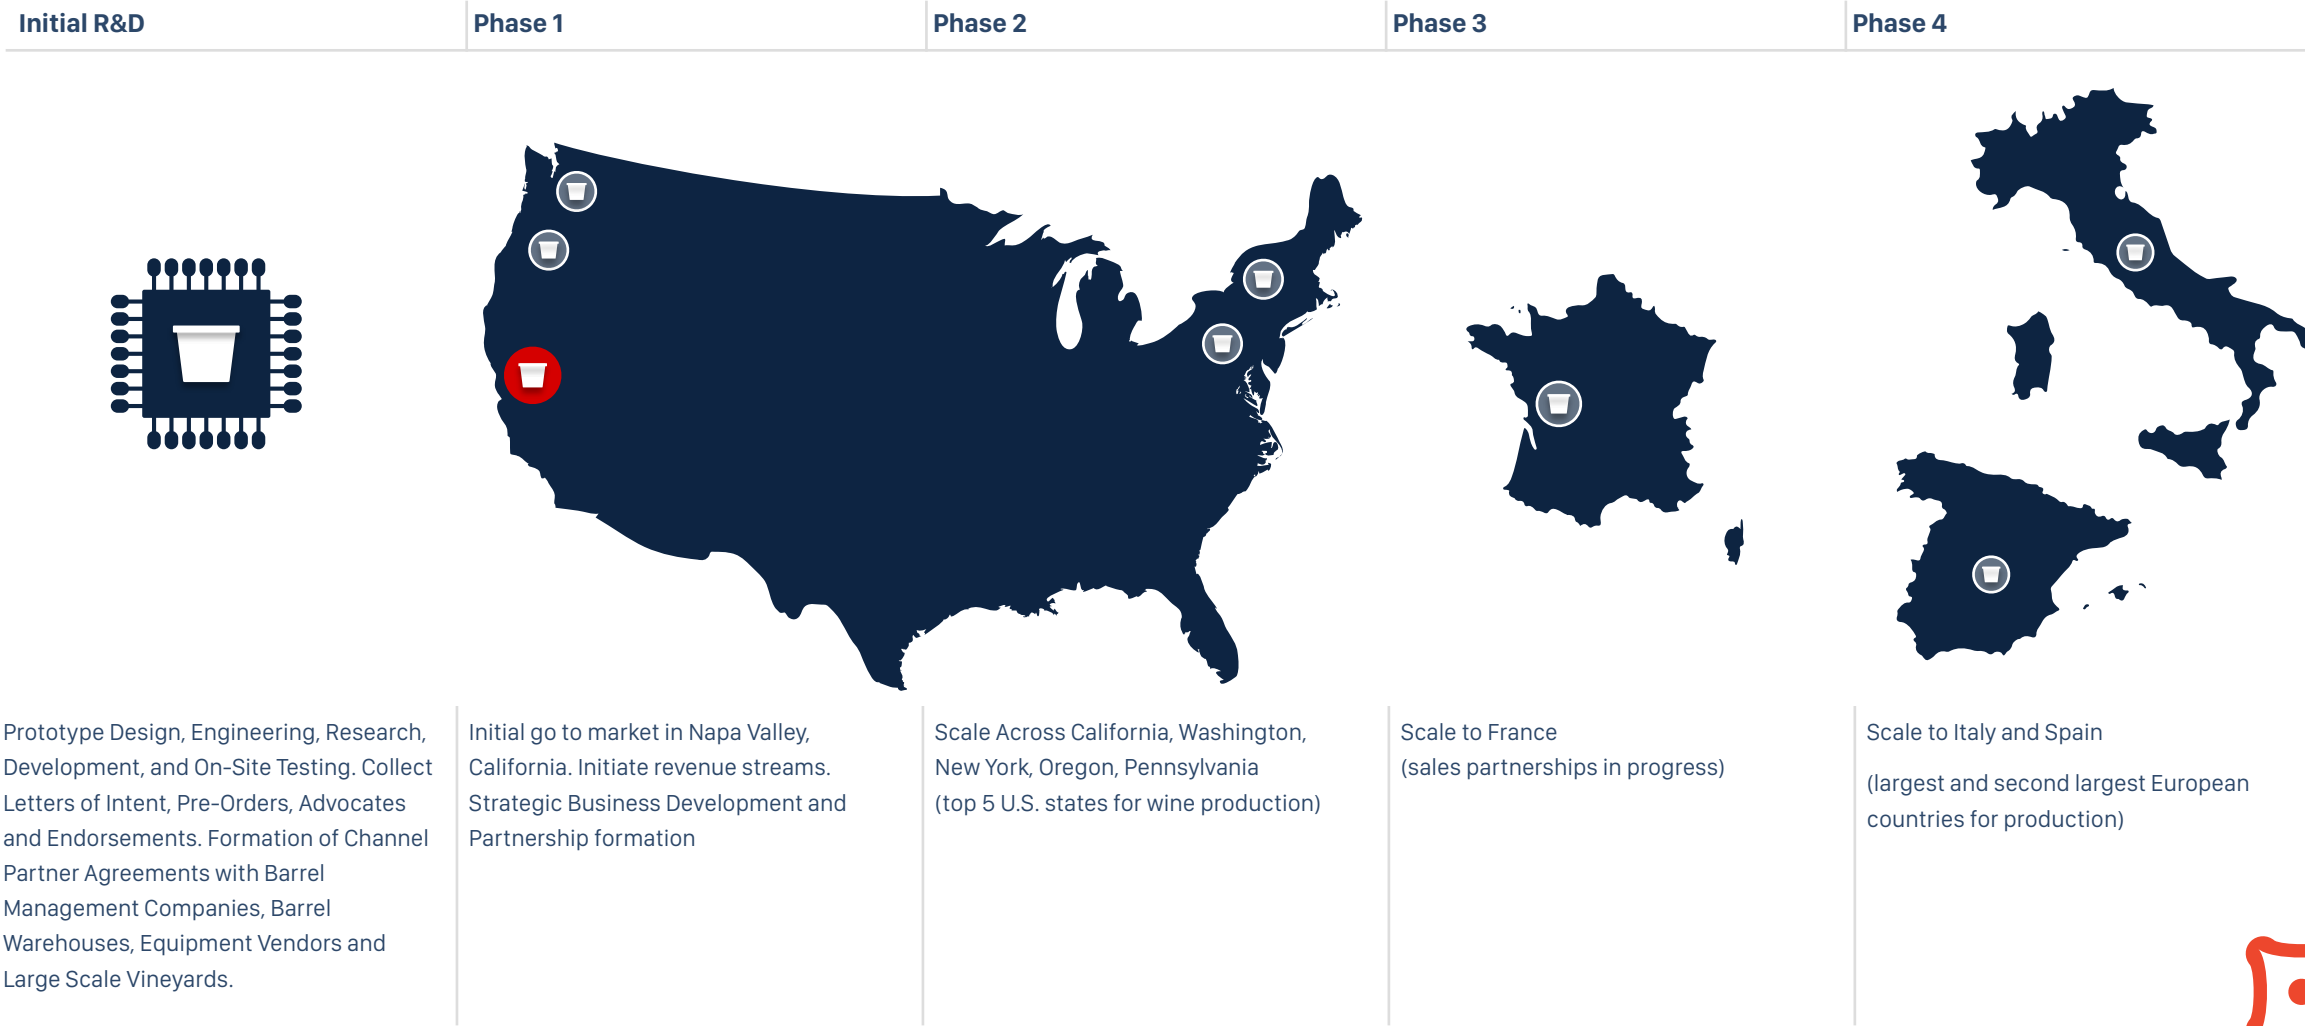 Initial R&D
Phase 1
Phase 2
Phase 3
Phase 4
Prototype Design, Engineering, Research,
Development, and On-Site Testing. Collect
Letters of Intent, Pre-Orders, Advocates
and Endorsements. Formation of Channel
Partner Agreements with Barrel
Management Companies, Barrel
Warehouses, Equipment Vendors and
Large Scale Vineyards.
Initial go to market in Napa Valley,
California. Initiate revenue streams.
Strategic Business Development and
Partnership formation
Scale Across California, Washington,
New York, Oregon, Pennsylvania
(top 5 U.S. states for wine production)
Scale to France
(sales partnerships in progress)
Scale to Italy and Spain
(largest and second largest European
countries for production)